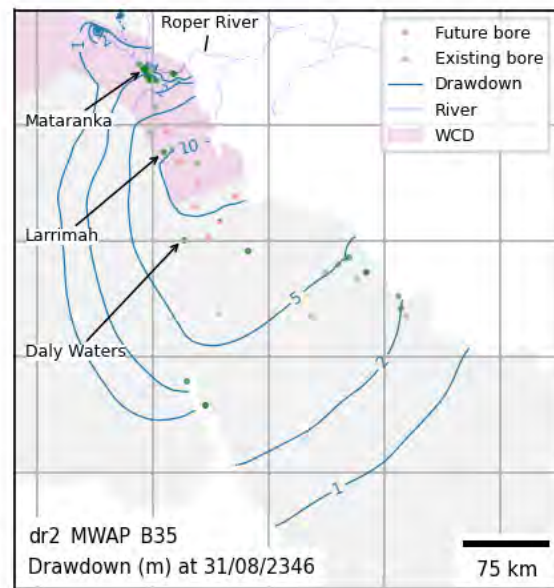 Roper River
Future bore
Existing bore
Drawdown
River
WCD
1
Mataranka
10
Larrimah
Daly Waters
5
2
1
dr2 MWAP B35
Drawdown (m) at 31/08/2346
75 km